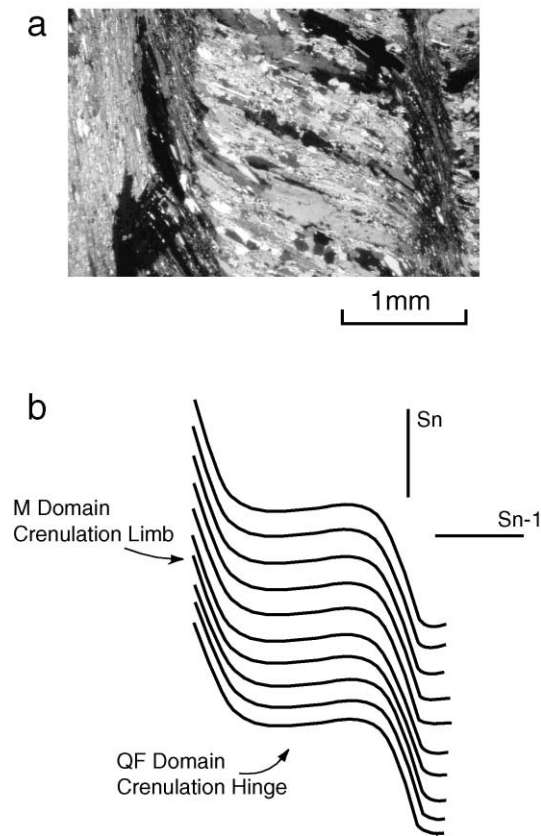 a
1mm
b
Sn
Sn-1
M Domain
Crenulation Limb
QF Domain
Crenulation Hinge